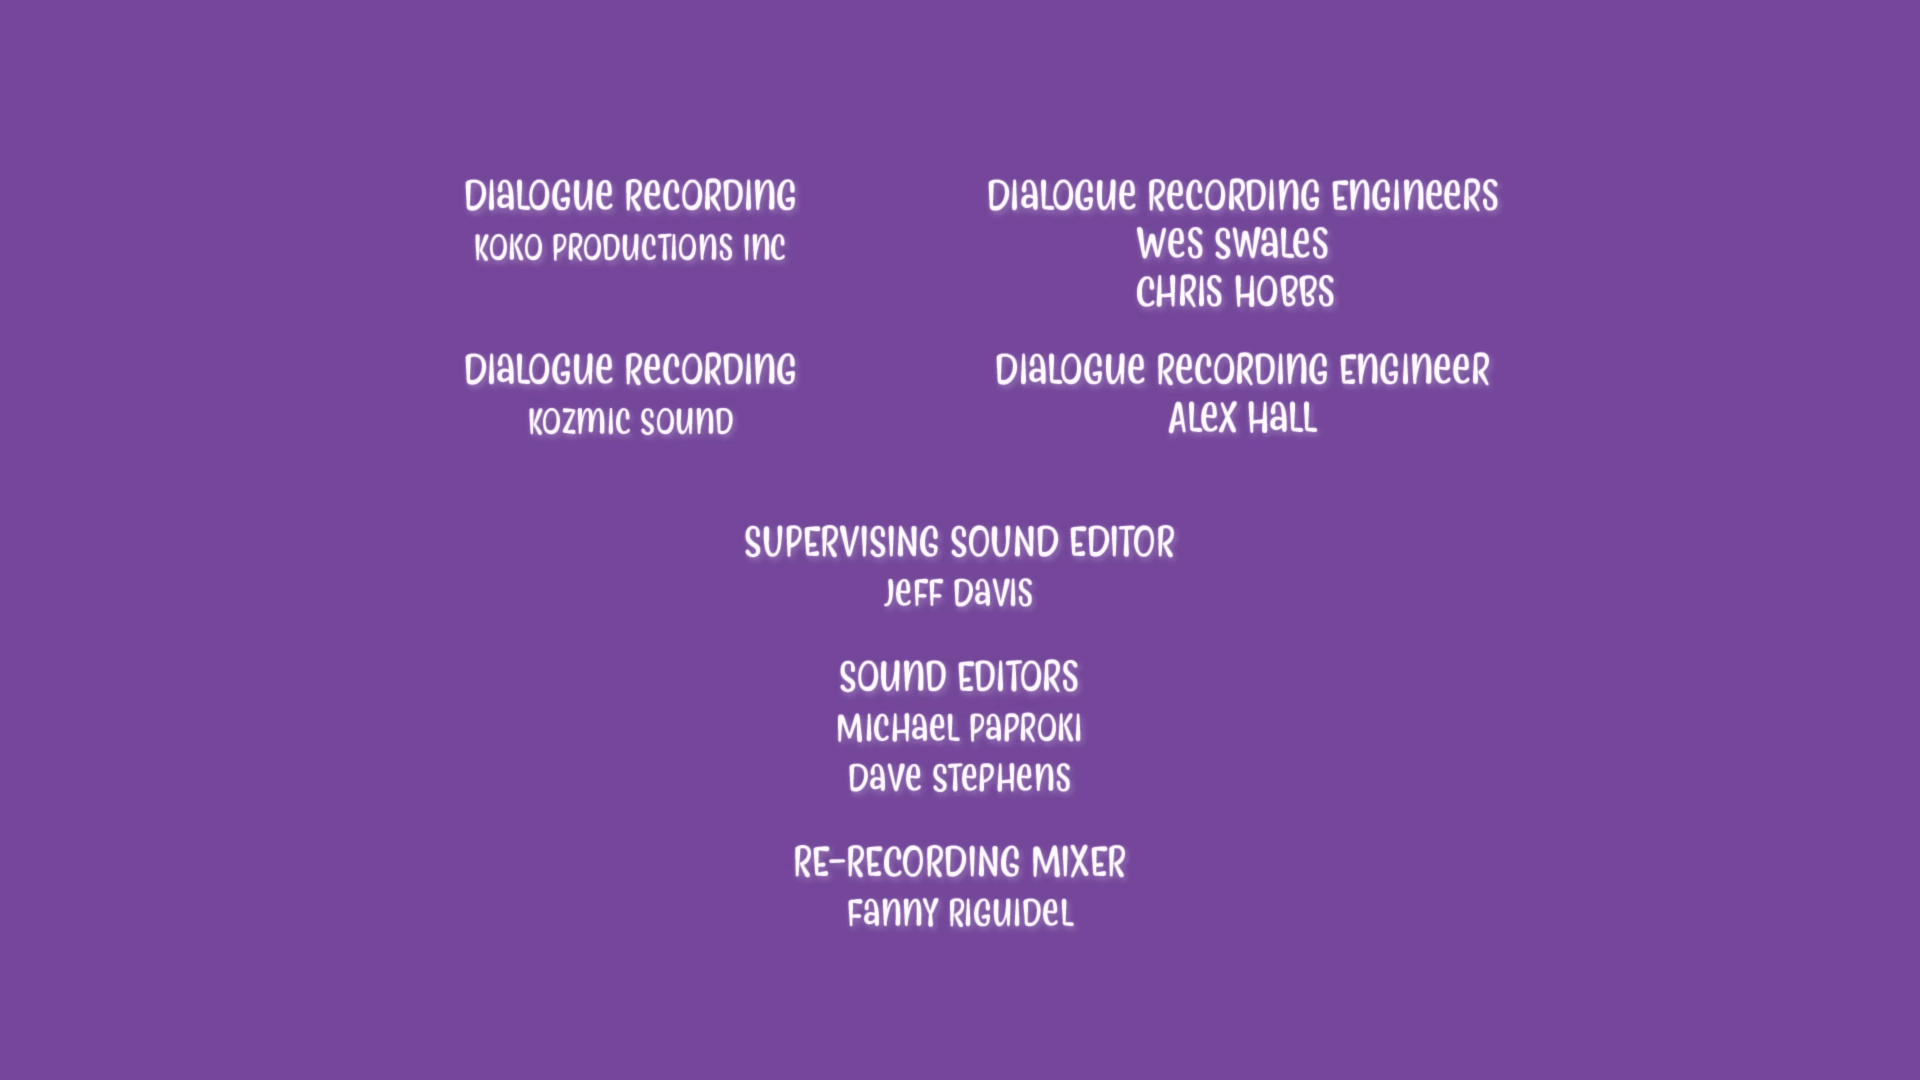 Dialogue Recording
Koko Productions Inc
Dialogue Recording Engineers
Wes Swales
Chris Hobbs
Dialogue Recording
Kozmic Sound
Dialogue Recording Engineer
Alex Hall
SUPERVISING SOUND EDITOR
Jeff Davis
Sound Editors
Michael Paproki
Dave Stephens
RE-RECORDING MIXER
Fanny Riguidel